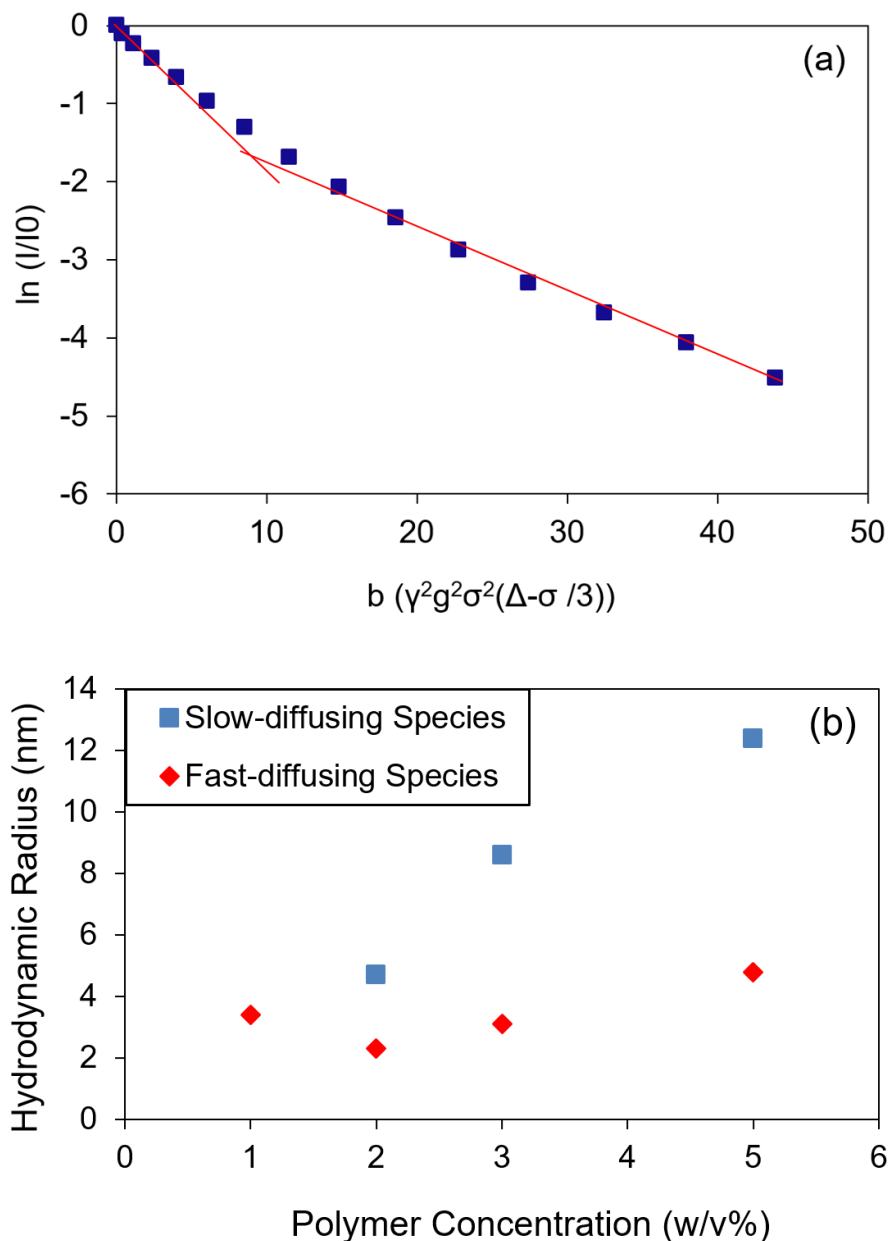 (a)
0
-1
-2
-3
-4
-5
-6
ln (I/I0)
0 10 20 30 40 50
b (γ²g²σ²(Δ-σ /3))
(b)
Slow-diffusing Species
Fast-diffusing Species
14
12
10
8
6
4
2
0
Hydrodynamic Radius (nm)
0 1 2 3 4 5 6
Polymer Concentration (w/v%)